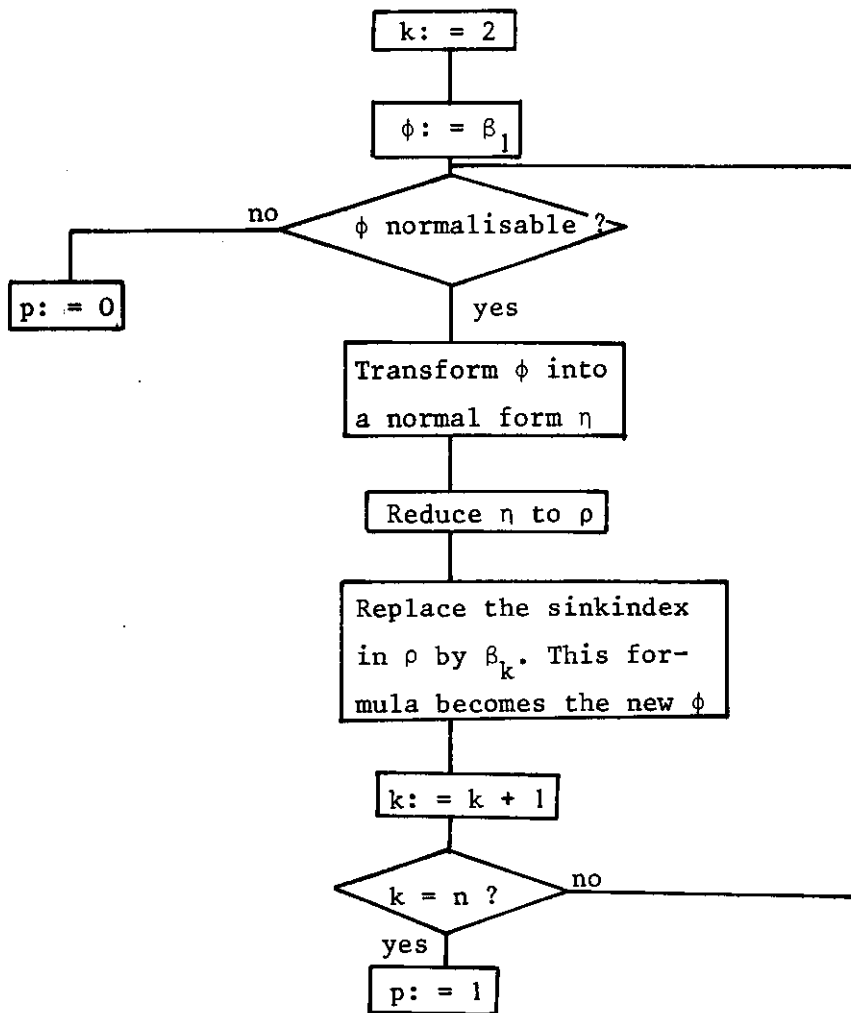 k: = 2
ϕ: = β₁
ϕ normalisable ?
no
yes
p: = 0
Transform ϕ into
a normal form η
Reduce η to ρ
Replace the sinkindex
in ρ by βₖ. This for-
mula becomes the new ϕ
k: = k + 1
k = n ?
no
yes
p: = 1